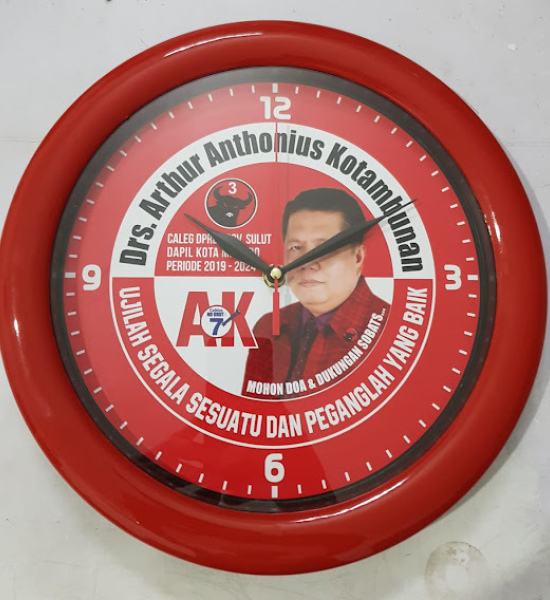 12
Drs. Arthur Anthonius Kotambunan
3
CALEG DPRD SULUT
DAPIL KOTA
PERIODE 2019 - 2024
9
3
AK
7
MOHON DOA & DUKUNGAN SOBATS...
UJILAH SEGALA SESUATU DAN PEGANGLAH YANG BAIK
6